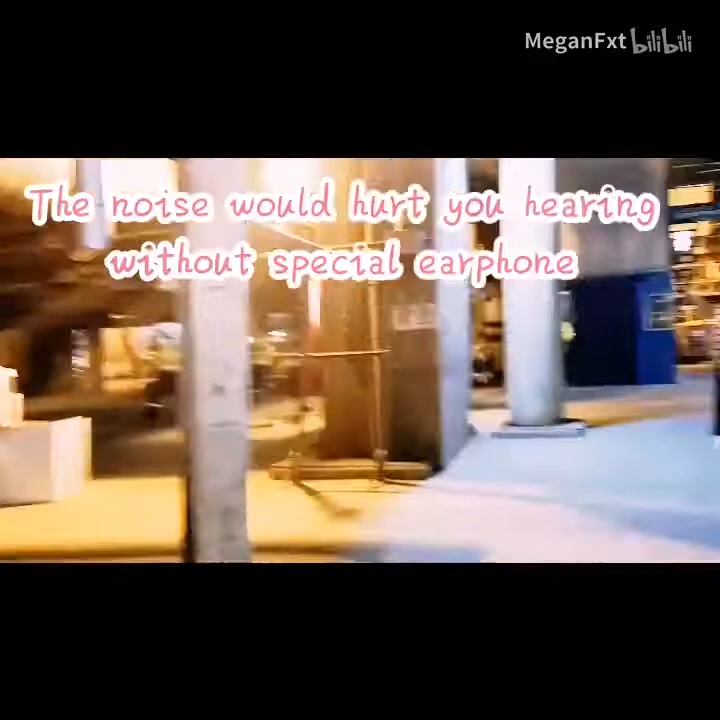 MeganFxt bilibili
The noise would hurt you hearing
without special earphone